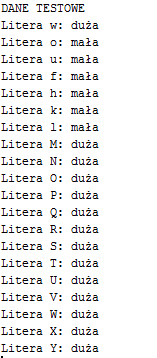 DANE TESTOWE
Litera w: duża
Litera o: mała
Litera u: mała
Litera f: mała
Litera h: mała
Litera k: mała
Litera l: mała
Litera M: duża
Litera N: duża
Litera O: duża
Litera P: duża
Litera Q: duża
Litera R: duża
Litera S: duża
Litera T: duża
Litera U: duża
Litera V: duża
Litera W: duża
Litera X: duża
Litera Y: duża